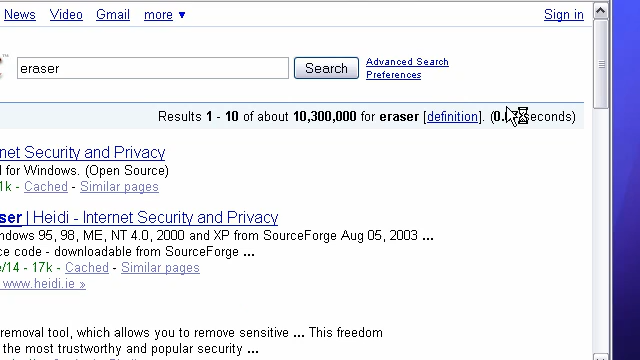 News Video Gmail more ▼ Sign in
eraser Search Advanced Search
Preferences
Results 1 - 10 of about 10,300,000 for eraser [definition]. (0. seconds)
net Security and Privacy
for Windows. (Open Source)
1k - Cached - Similar pages
ser | Heidi - Internet Security and Privacy
ndows 95, 98, ME, NT 4.0, 2000 and XP from SourceForge Aug 05, 2003 ...
ce code - downloadable from SourceForge ...
e/14 - 17k - Cached - Similar pages
www.heidi.ie »
removal tool, which allows you to remove sensitive ... This freedom
the most trustworthy and popular security ...